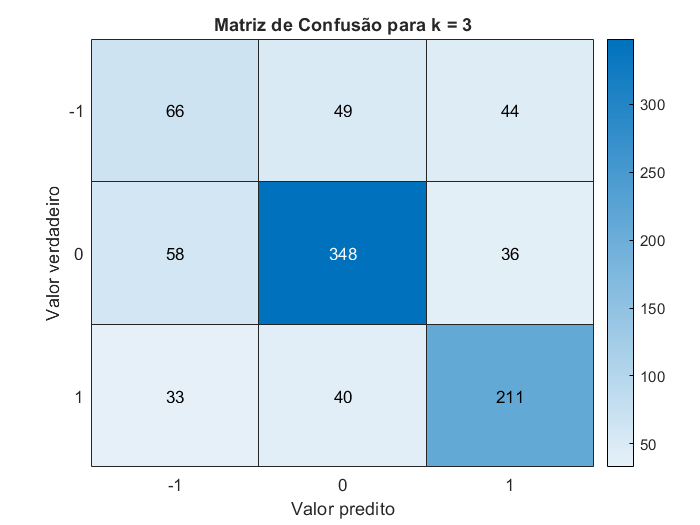 Matriz de Confusão para k = 3
-1 66 49 44
0 58 348 36
1 33 40 211
-1 0 1
Valor predito
Valor verdadeiro
300
250
200
150
100
50